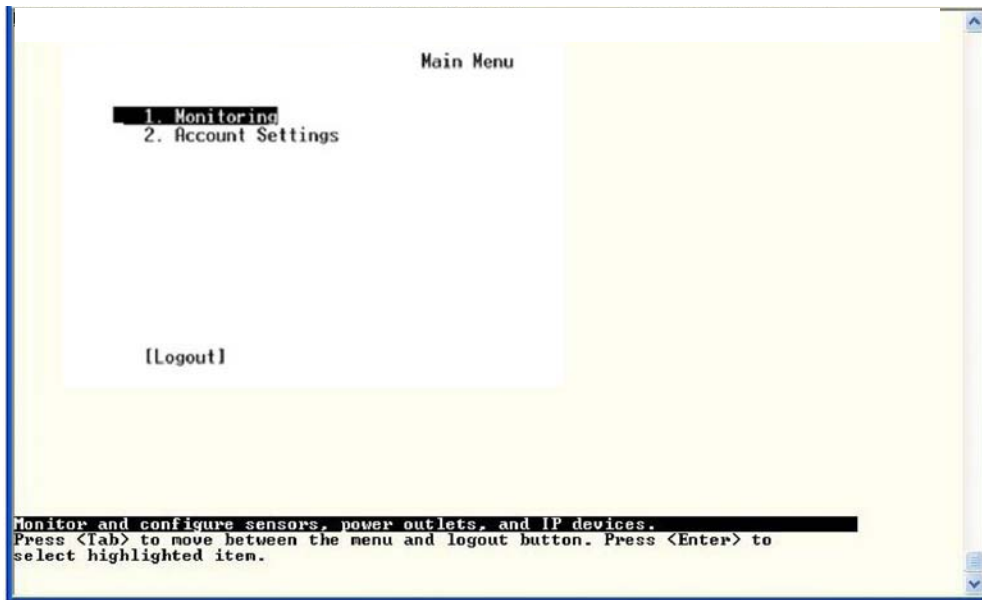 Main Menu
1. Monitoring
2. Account Settings
[Logout]
Monitor and configure sensors, power outlets, and IP devices.
Press <Tab> to move between the menu and logout button. Press <Enter> to
select highlighted item.